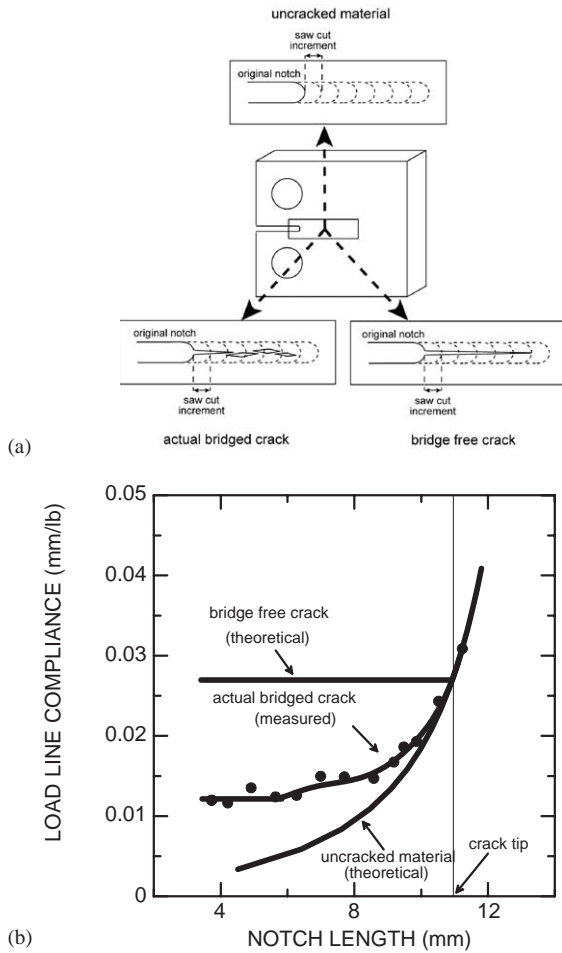 uncracked material
saw cut
increment
original notch
original notch
original notch
saw cut
increment
saw cut
increment
actual bridged crack
bridge free crack
(a)
0.05
0.04
0.03
0.02
0.01
0
LOAD LINE COMPLIANCE (mm/lb)
bridge free crack
(theoretical)
actual bridged crack
(measured)
uncracked material
(theoretical)
crack tip
4
8
12
NOTCH LENGTH (mm)
(b)